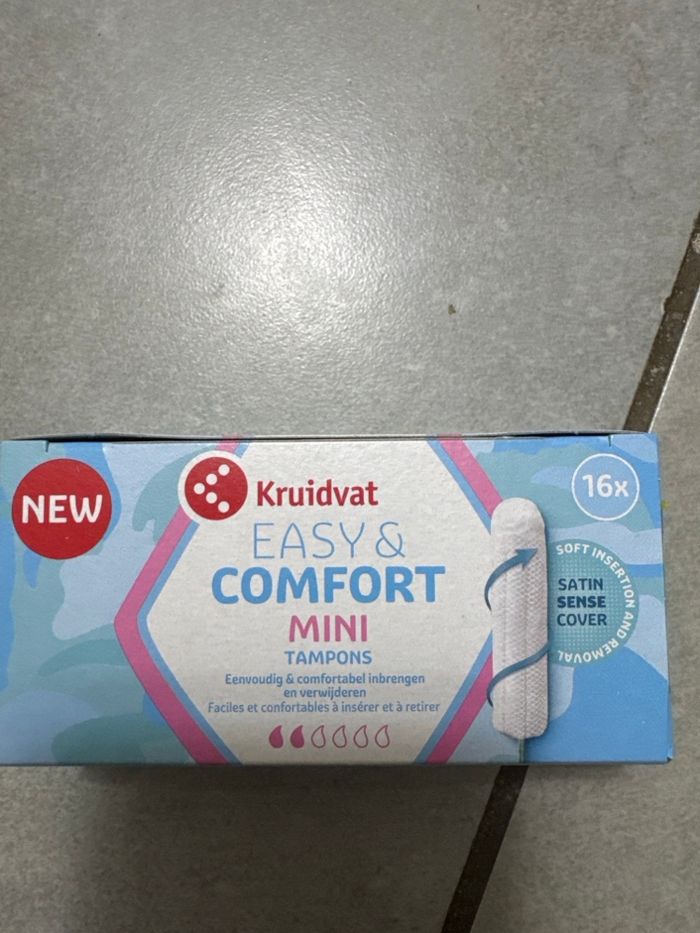 NEW
Kruidvat
EASY &
COMFORT
MINI
TAMPONS
Eenvoudig & comfortabel inbrengen
en verwijderen
Faciles et confortables à insérer et à retirer
16x
SOFT INSERTION AND REMOVAL
SATIN
SENSE
COVER